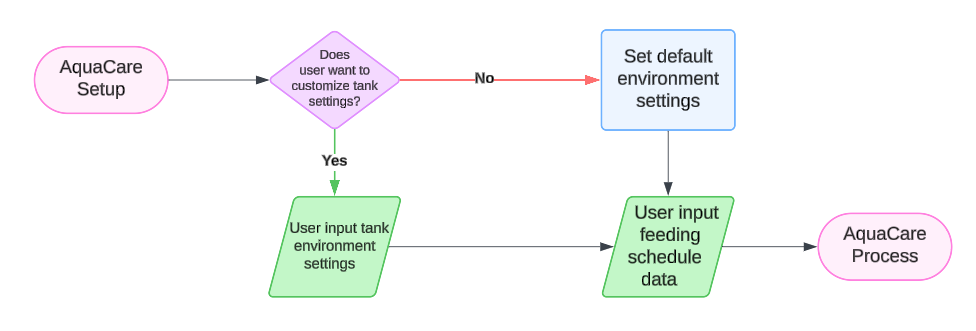 AquaCare
Setup
Does
user want to
customize tank
settings?
No
Set default
environment
settings
Yes
User input tank
environment
settings
User input
feeding
schedule
data
AquaCare
Process